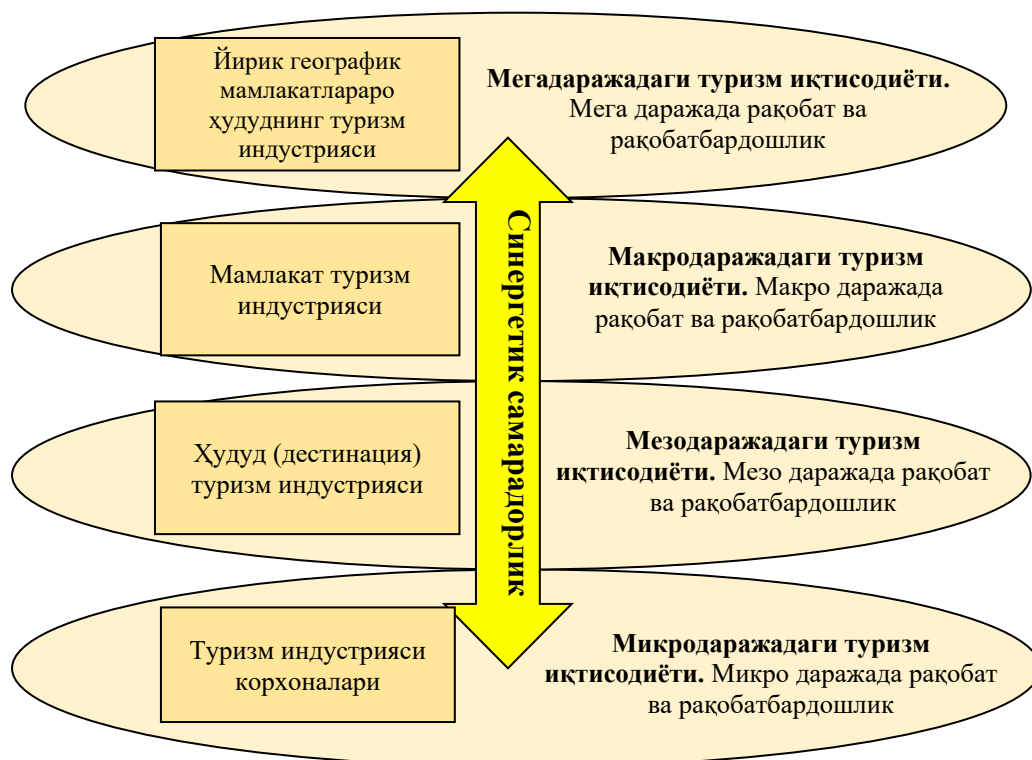 Йирик географик
мамлакатлараро
ҳудуднинг туризм
индустрияси
Мегадаражадаги туризм иқтисодиёти.
Мега даражада рақобат ва
рақобатбардошлик
Синергетик самарадорлик
Мамлакат туризм
индустрияси
Макродаражадаги туризм
иқтисодиёти. Макро даражада
рақобат ва рақобатбардошлик
Ҳудуд (дестинация)
туризм индустрияси
Мезодаражадаги туризм
иқтисодиёти. Мезо даражада рақобат
ва рақобатбардошлик
Туризм индустрияси
корхоналари
Микродаражадаги туризм
иқтисодиёти. Микро даражада рақобат
ва рақобатбардошлик